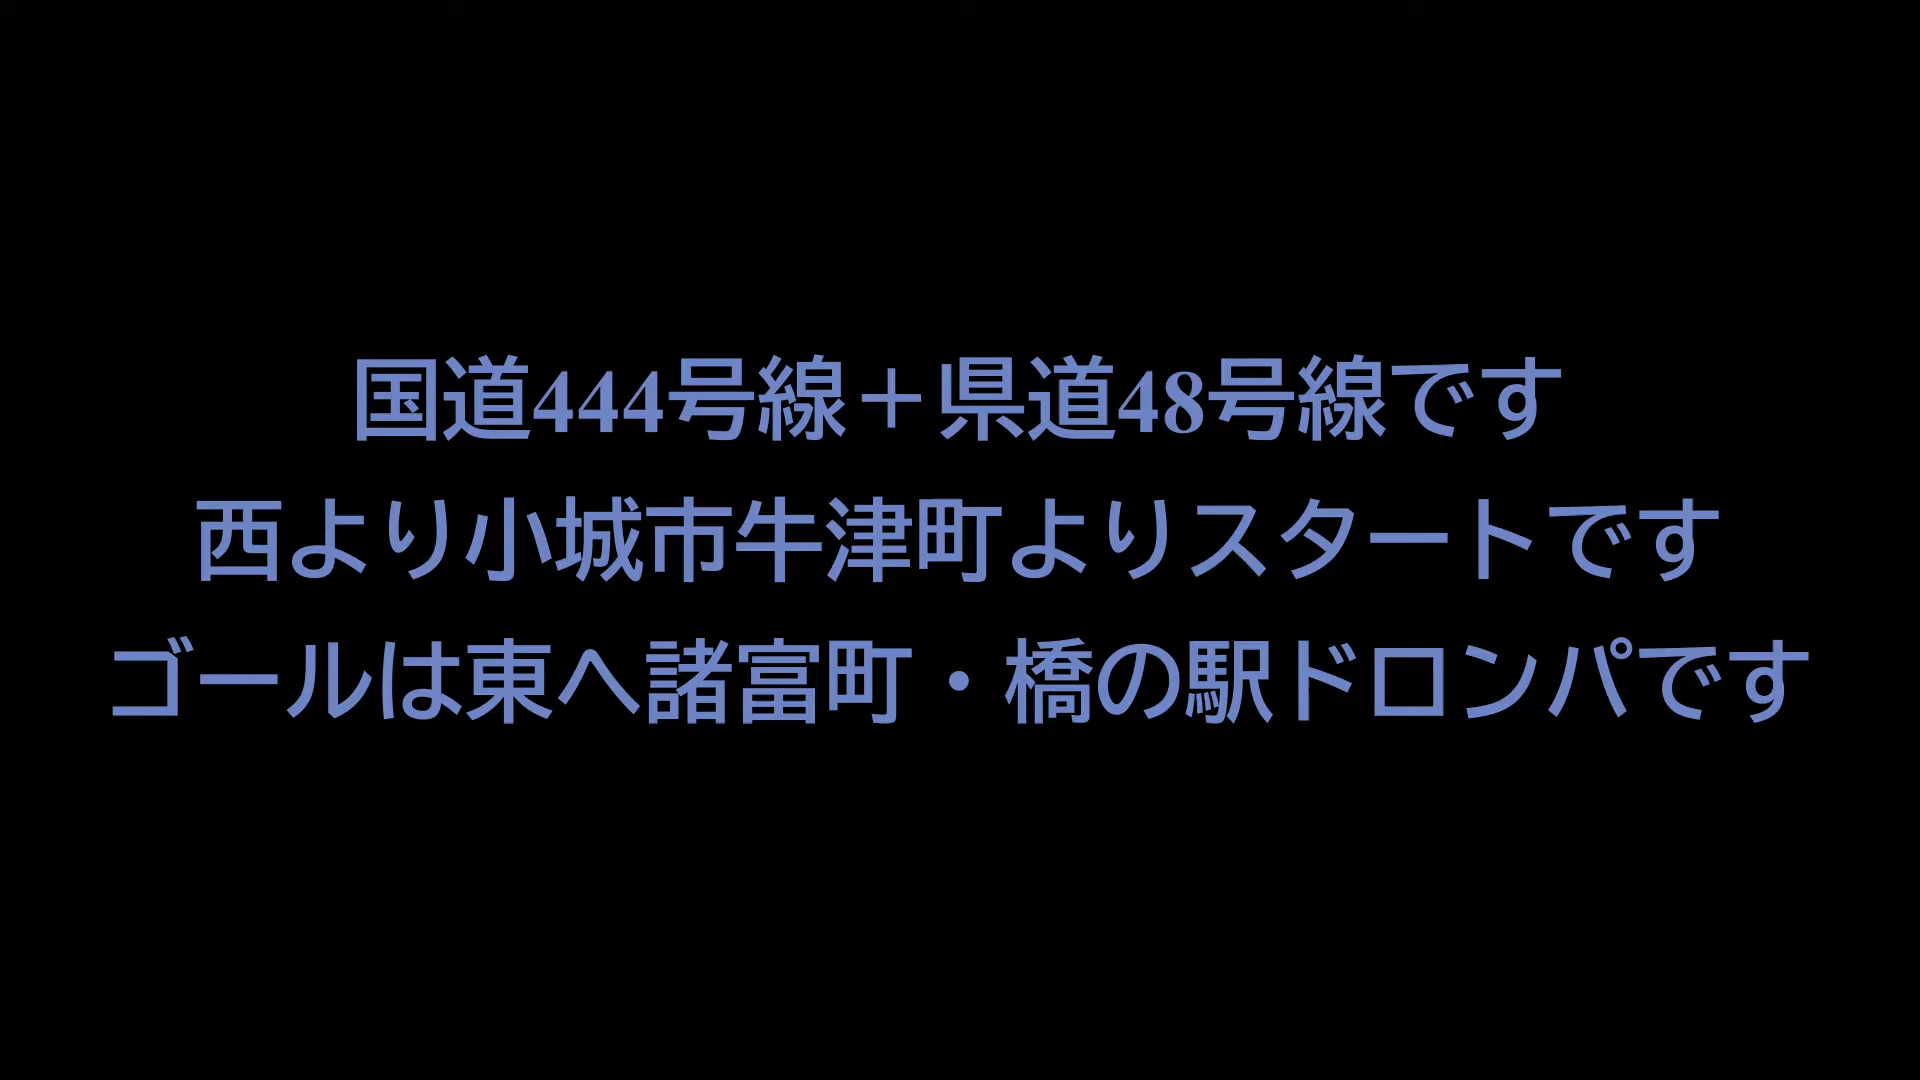 国道444号線＋県道48号線です
西より小城市牛津町よりスタートです
ゴールは東へ諸富町・橋の駅ドロンパです